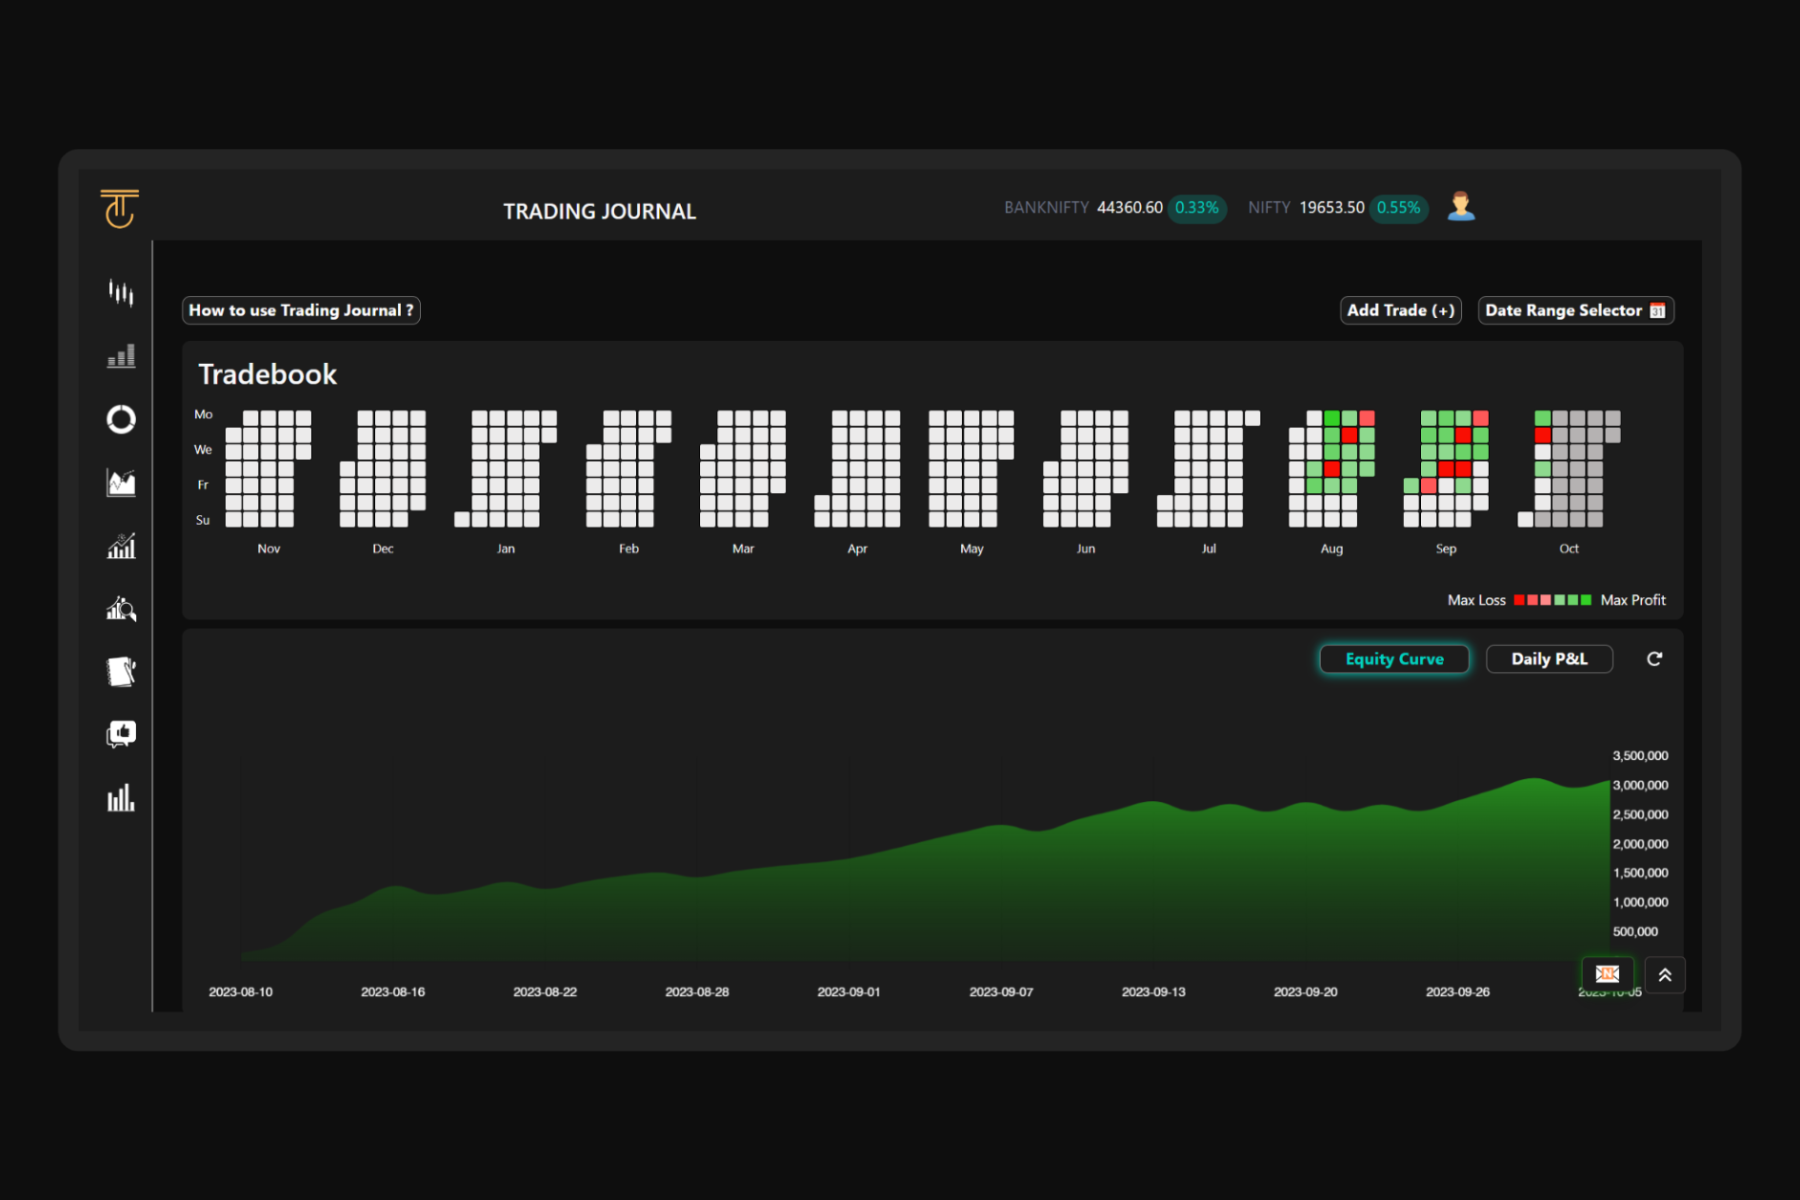 TRADING JOURNAL
BANKNIFTY 44360.60 0.33% NIFTY 19653.50 0.55%
How to use Trading Journal ?
Add Trade (+) Date Range Selector 31
Tradebook
Mo
We
Fr
Su
Nov Dec Jan Feb Mar Apr May Jun Jul Aug Sep Oct
Max Loss Max Profit
Equity Curve Daily P&L
3,500,000
3,000,000
2,500,000
2,000,000
1,500,000
1,000,000
500,000
N
2023-08-10 2023-08-16 2023-08-22 2023-08-28 2023-09-01 2023-09-07 2023-09-13 2023-09-20 2023-09-26 2023-10-05